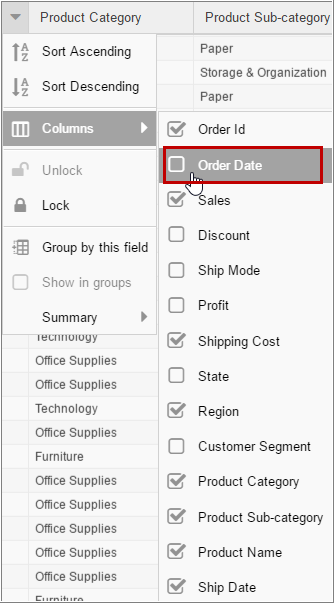 Product Category
Product Sub-category
Sort Ascending
Sort Descending
Columns
Unlock
Lock
Group by this field
Show in groups
Summary
Paper
Storage & Organization
Paper
Order Id
Order Date
Sales
Discount
Ship Mode
Profit
Shipping Cost
State
Region
Customer Segment
Product Category
Product Sub-category
Product Name
Ship Date
Technology
Office Supplies
Office Supplies
Technology
Office Supplies
Furniture
Office Supplies
Office Supplies
Office Supplies
Office Supplies
Office Supplies
Furniture